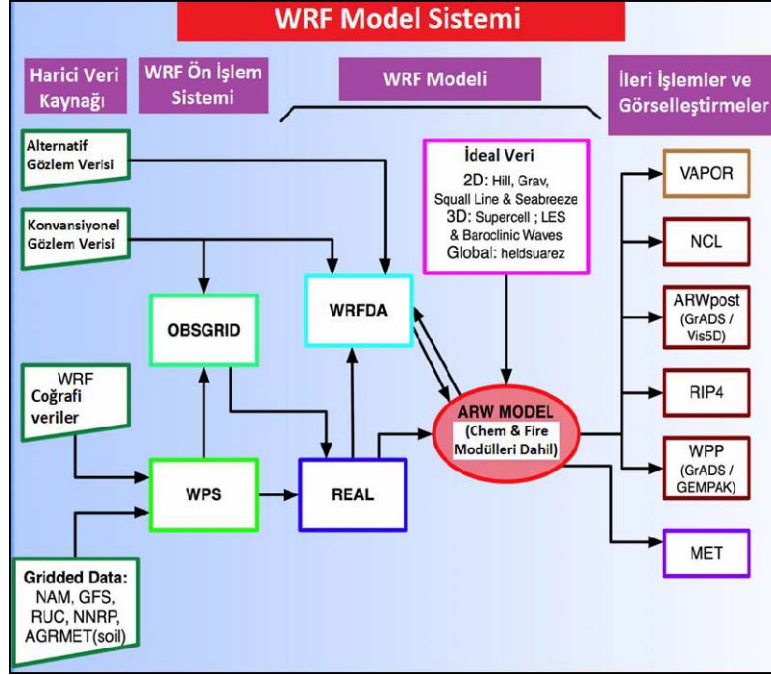 WRF Model Sistemi
Harici Veri
Kaynağı
WRF Ön İşlem
Sistemi
WRF Modeli
İleri İşlemler ve
Görselleştirmeler
Alternatif
Gözlem Verisi
Konvansiyonel
Gözlem Verisi
WRF
Coğrafi
veriler
Gridded Data:
NAM, GFS,
RUC, NNRP,
AGRMET(soil)
OBSGRID
WPS
WRFDA
REAL
İdeal Veri
2D: Hill, Grav,
Squall Line & Seabreeze
3D: Supercell ; LES
& Baroclinic Waves
Global: heldsuarez
ARW MODEL
(Chem & Fire
Modülleri Dahil)
VAPOR
NCL
ARWpost
(GrADS /
Vis5D)
RIP4
WPP
(GrADS /
GEMPAK)
MET